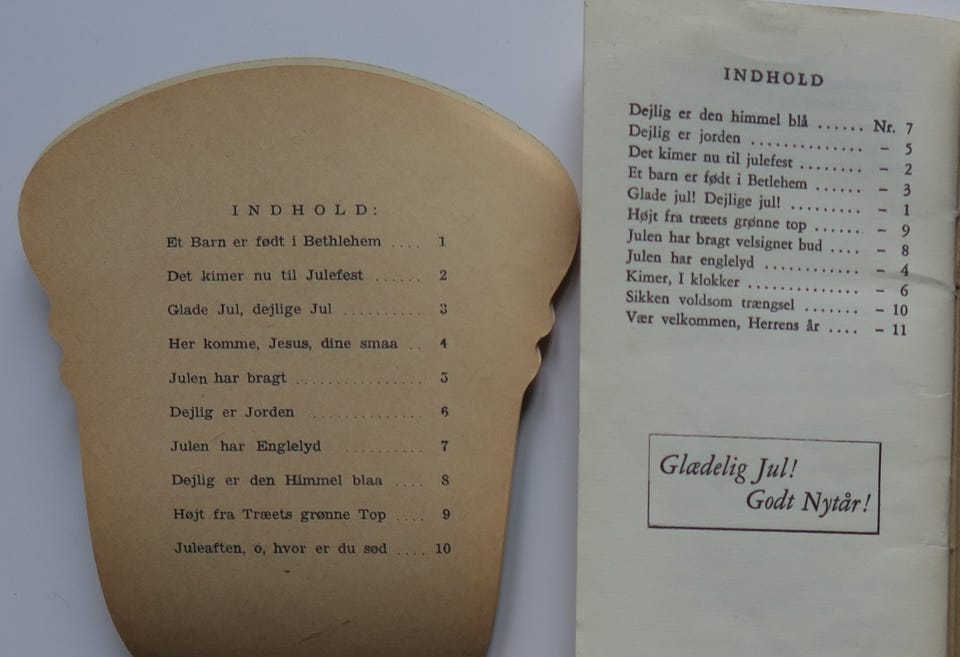 INDHOLD:
Et Barn er født i Bethlehem .... 1
Det kimer nu til Julefest ...... 2
Glade Jul, dejlige Jul .......... 3
Her komme, Jesus, dine smaa .. 4
Julen har bragt ................ 5
Dejlig er Jorden ............. 6
Julen har Englelyd .......... 7
Dejlig er den Himmel blaa .... 8
Højt fra Træets grønne Top .... 9
Juleaften, o, hvor er du sød .... 10
INDHOLD
Dejlig er den himmel blå ...... Nr. 7
Dejlig er jorden .............. – 5
Det kimer nu til julefest ........ – 2
Et barn er født i Betlehem ...... – 3
Glade jul! Dejlige jul! .......... – 1
Højt fra træets grønne top ...... – 9
Julen har bragt velsignet bud .... – 8
Julen har englelyd ............ – 4
Kimer, I klokker .............. – 6
Sikken voldsom trængsel ....... – 10
Vær velkommen, Herrens år .... – 11
Glædelig Jul!
Godt Nytår!